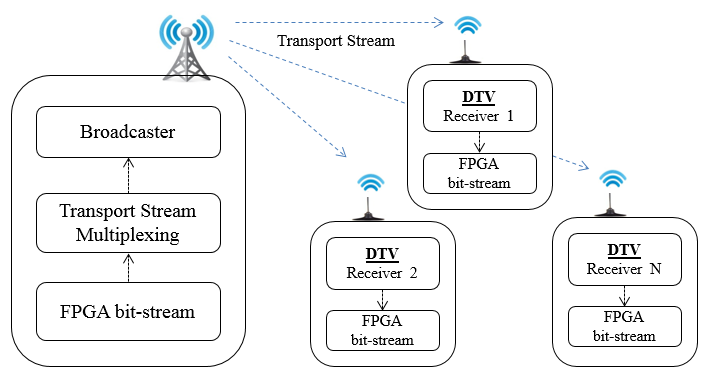 Transport Stream
Broadcaster
Transport Stream
Multiplexing
FPGA bit-stream
DTV
Receiver 1
FPGA
bit-stream
DTV
Receiver 2
FPGA
bit-stream
DTV
Receiver N
FPGA
bit-stream